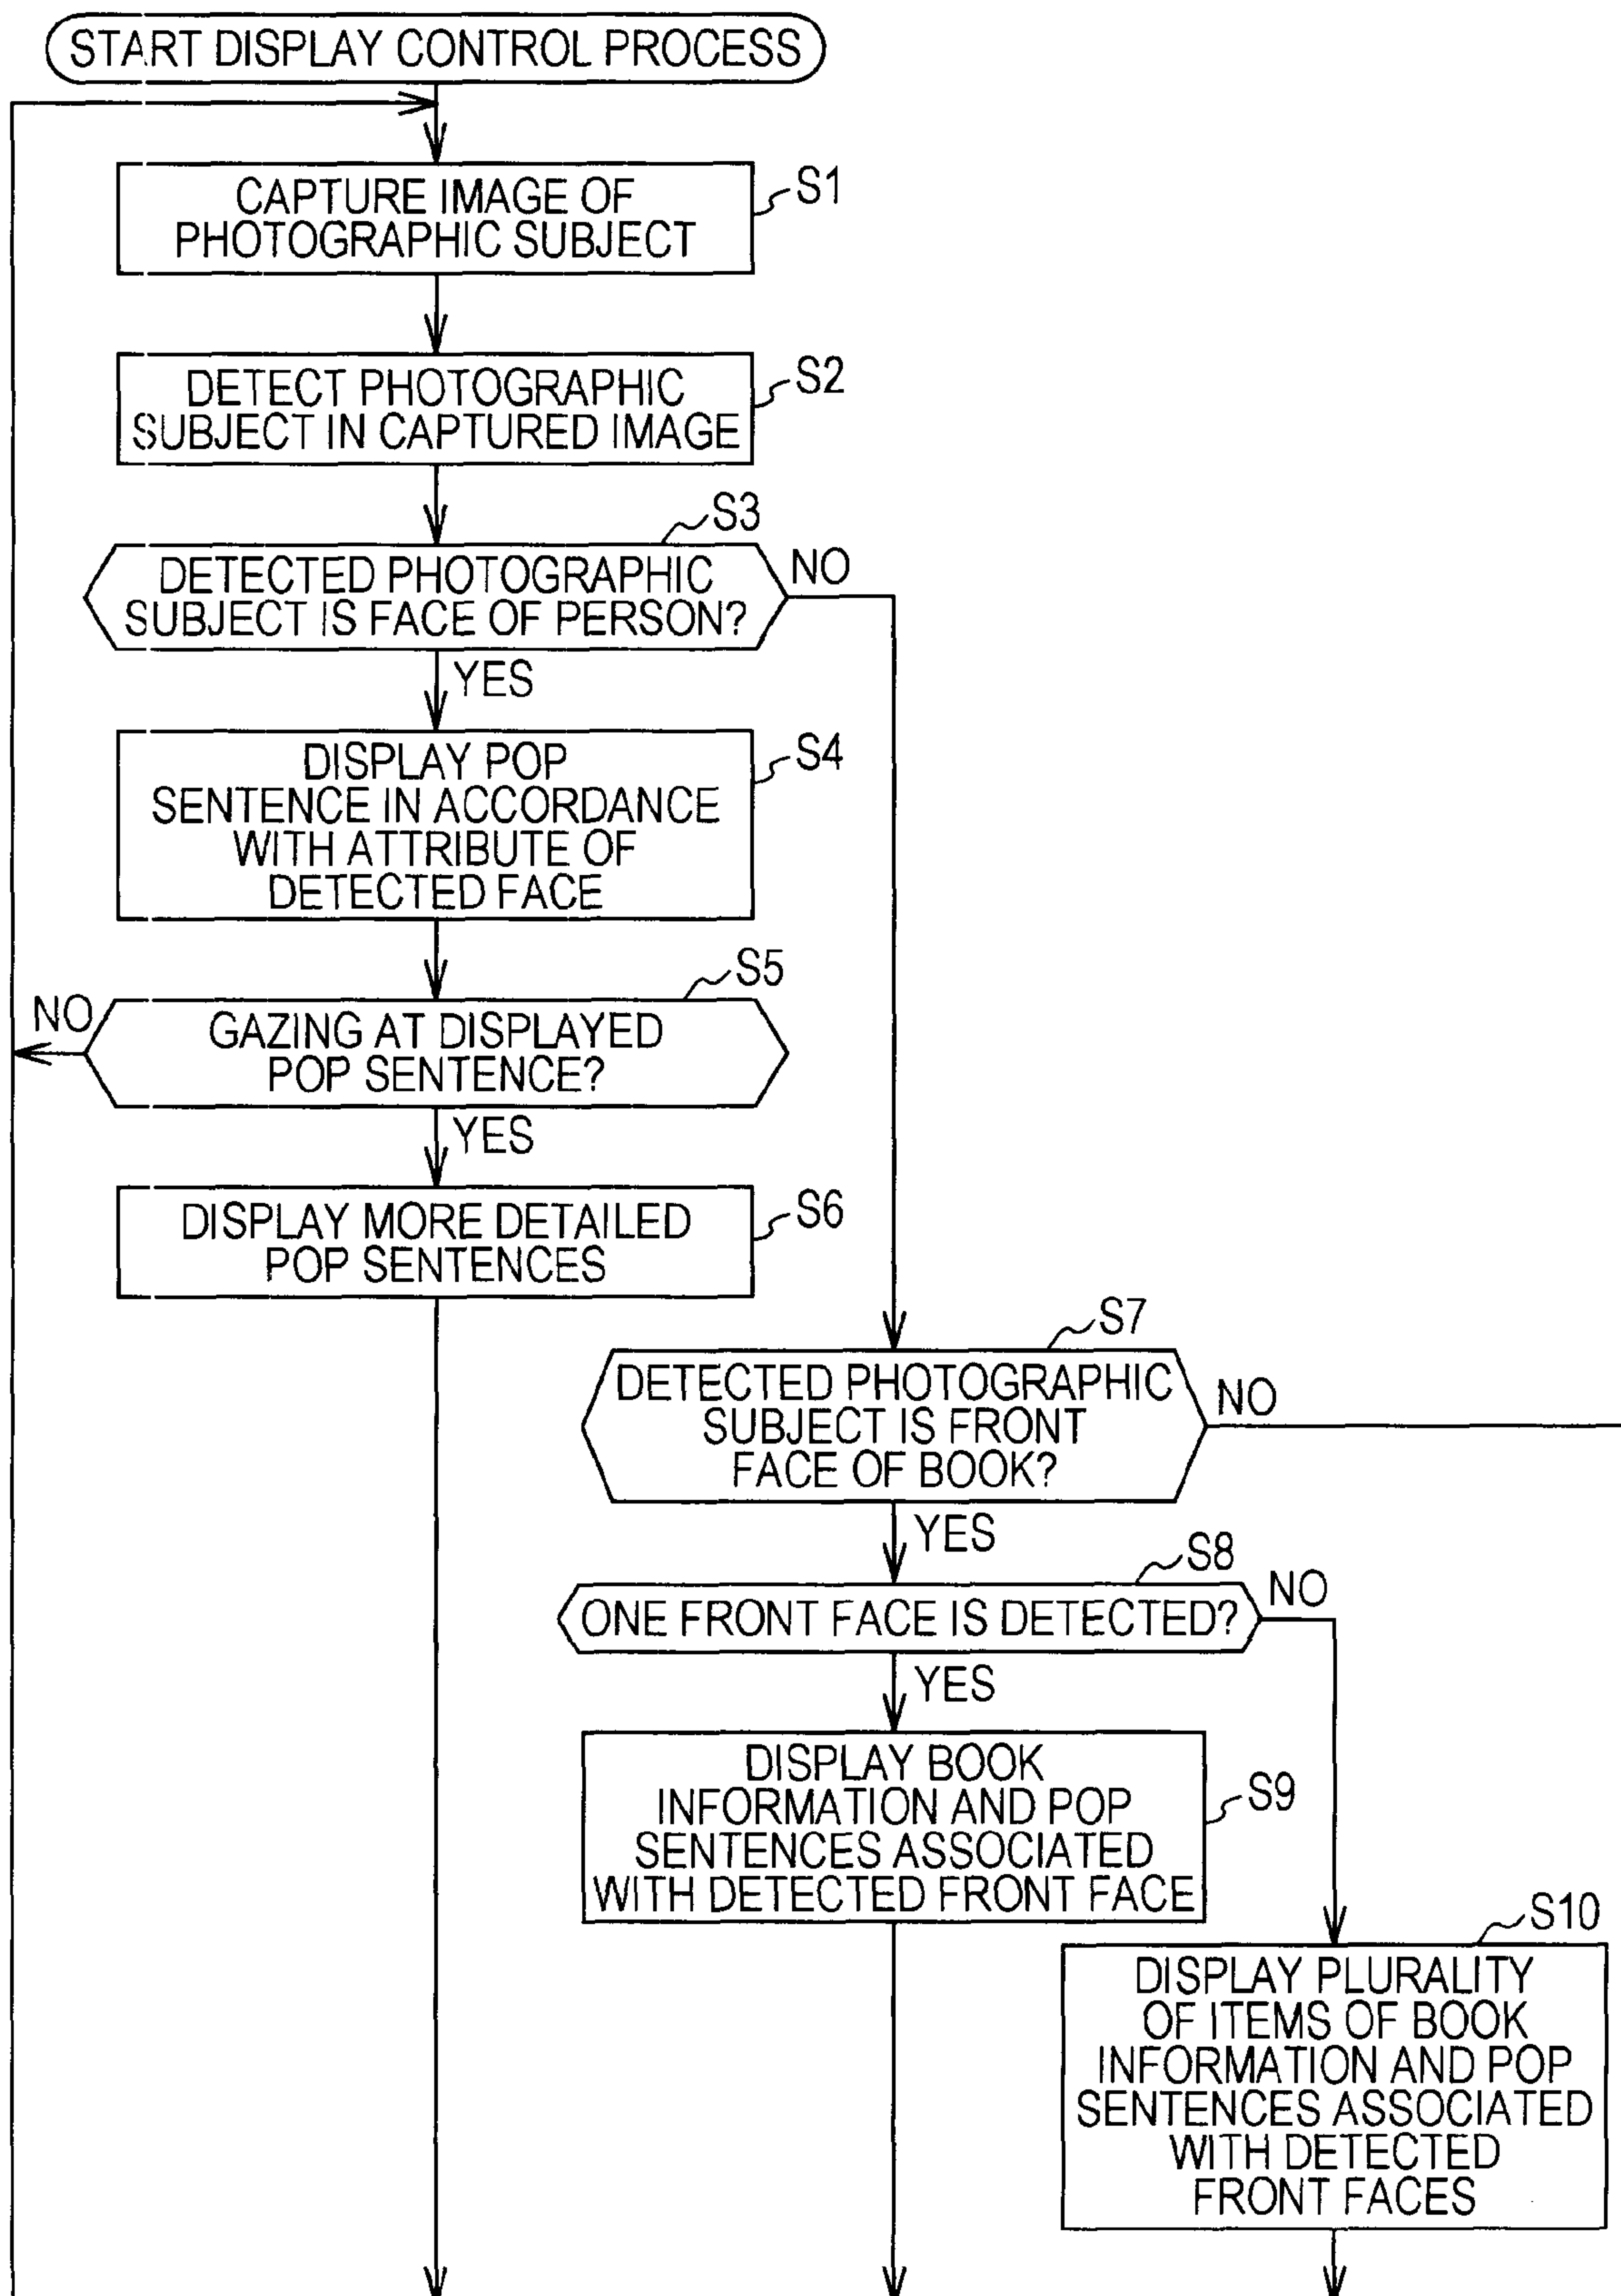 START DISPLAY CONTROL PROCESS
CAPTURE IMAGE OF
PHOTOGRAPHIC SUBJECT
S1
DETECT PHOTOGRAPHIC
SUBJECT IN CAPTURED IMAGE
S2
S3
DETECTED PHOTOGRAPHIC
SUBJECT IS FACE OF PERSON?
NO
YES
DISPLAY POP
SENTENCE IN ACCORDANCE
WITH ATTRIBUTE OF
DETECTED FACE
S4
S5
NO
GAZING AT DISPLAYED
POP SENTENCE?
YES
DISPLAY MORE DETAILED
POP SENTENCES
S6
S7
DETECTED PHOTOGRAPHIC
SUBJECT IS FRONT
FACE OF BOOK?
NO
YES
S8
ONE FRONT FACE IS DETECTED?
NO
YES
DISPLAY BOOK
INFORMATION AND POP
SENTENCES ASSOCIATED
WITH DETECTED FRONT FACE
S9
S10
DISPLAY PLURALITY
OF ITEMS OF BOOK
INFORMATION AND POP
SENTENCES ASSOCIATED
WITH DETECTED
FRONT FACES